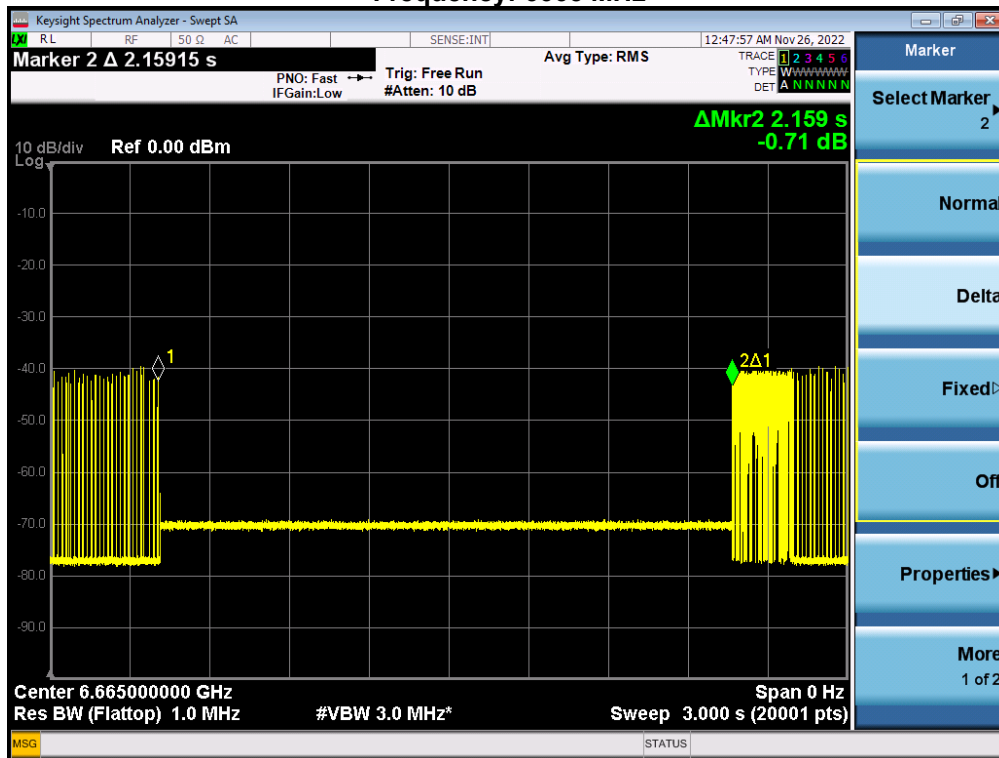 Keysight Spectrum Analyzer - Swept SA
LXI RL RF 50 Ω AC SENSE:INT 12:47:57 AM Nov 26, 2022
Marker 2 Δ 2.15915 s
PNO: Fast
IFGain:Low
Trig: Free Run
#Atten: 10 dB
Avg Type: RMS
TRACE 1 2 3 4 5 6
TYPE WWWWWW
DET A N N N N N
ΔMkr2 2.159 s
-0.71 dB
10 dB/div Ref 0.00 dBm
Log
-10.0
-20.0
-30.0
-40.0
-50.0
-60.0
-70.0
-80.0
-90.0
1
2Δ1
Center 6.665000000 GHz Span 0 Hz
Res BW (Flattop) 1.0 MHz #VBW 3.0 MHz* Sweep 3.000 s (20001 pts)
MSG STATUS
Marker
Select Marker
2
Normal
Delta
Fixed
Off
Properties
More
1 of 2